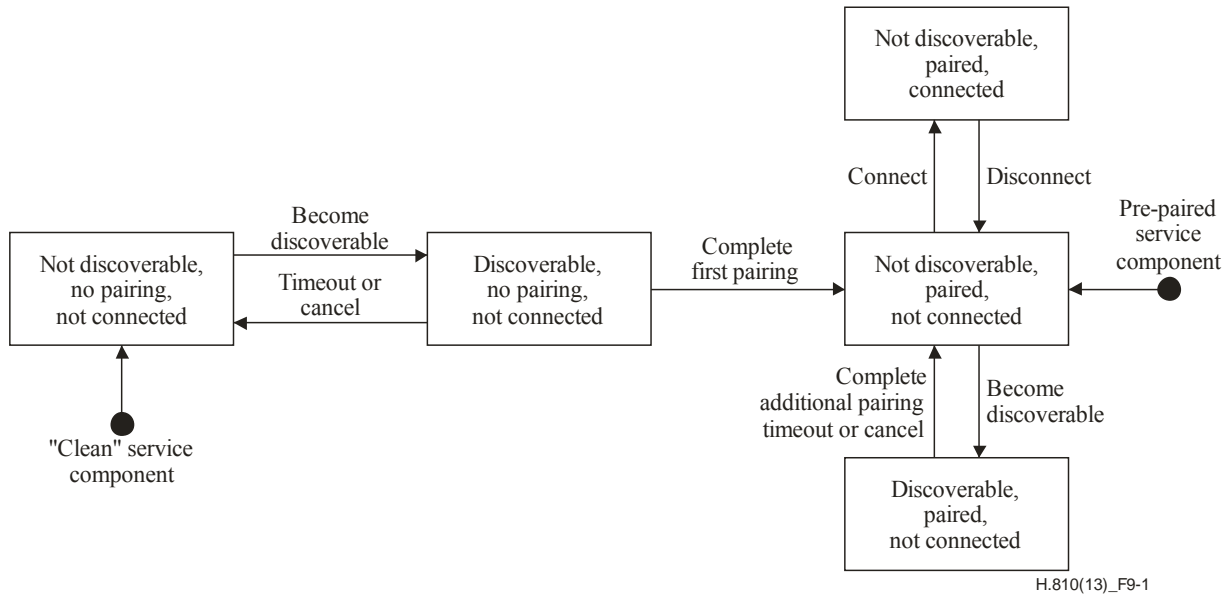 Not discoverable,
paired,
connected
Connect
Disconnect
Pre-paired
service
component
Become
discoverable
Complete
first pairing
Not discoverable,
no pairing,
not connected
Timeout or
cancel
Discoverable,
no pairing,
not connected
Not discoverable,
paired,
not connected
Complete
additional pairing
timeout or cancel
Become
discoverable
"Clean" service
component
Discoverable,
paired,
not connected
H.810(13)_F9-1